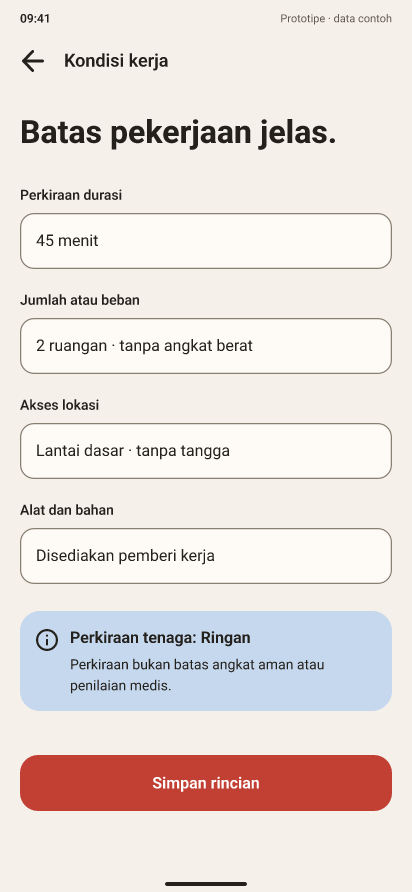 09:41
Prototipe · data contoh
Kondisi kerja
Batas pekerjaan jelas.
Perkiraan durasi
45 menit
Jumlah atau beban
2 ruangan · tanpa angkat berat
Akses lokasi
Lantai dasar · tanpa tangga
Alat dan bahan
Disediakan pemberi kerja
Perkiraan tenaga: Ringan
Perkiraan bukan batas angkat aman atau
penilaian medis.
Simpan rincian